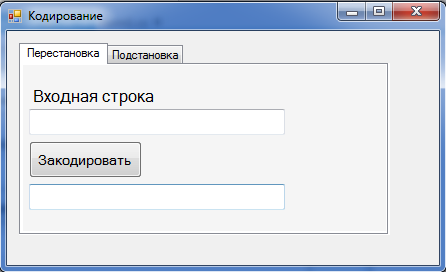 Кодирование
Перестановка Подстановка
Входная строка
Закодировать